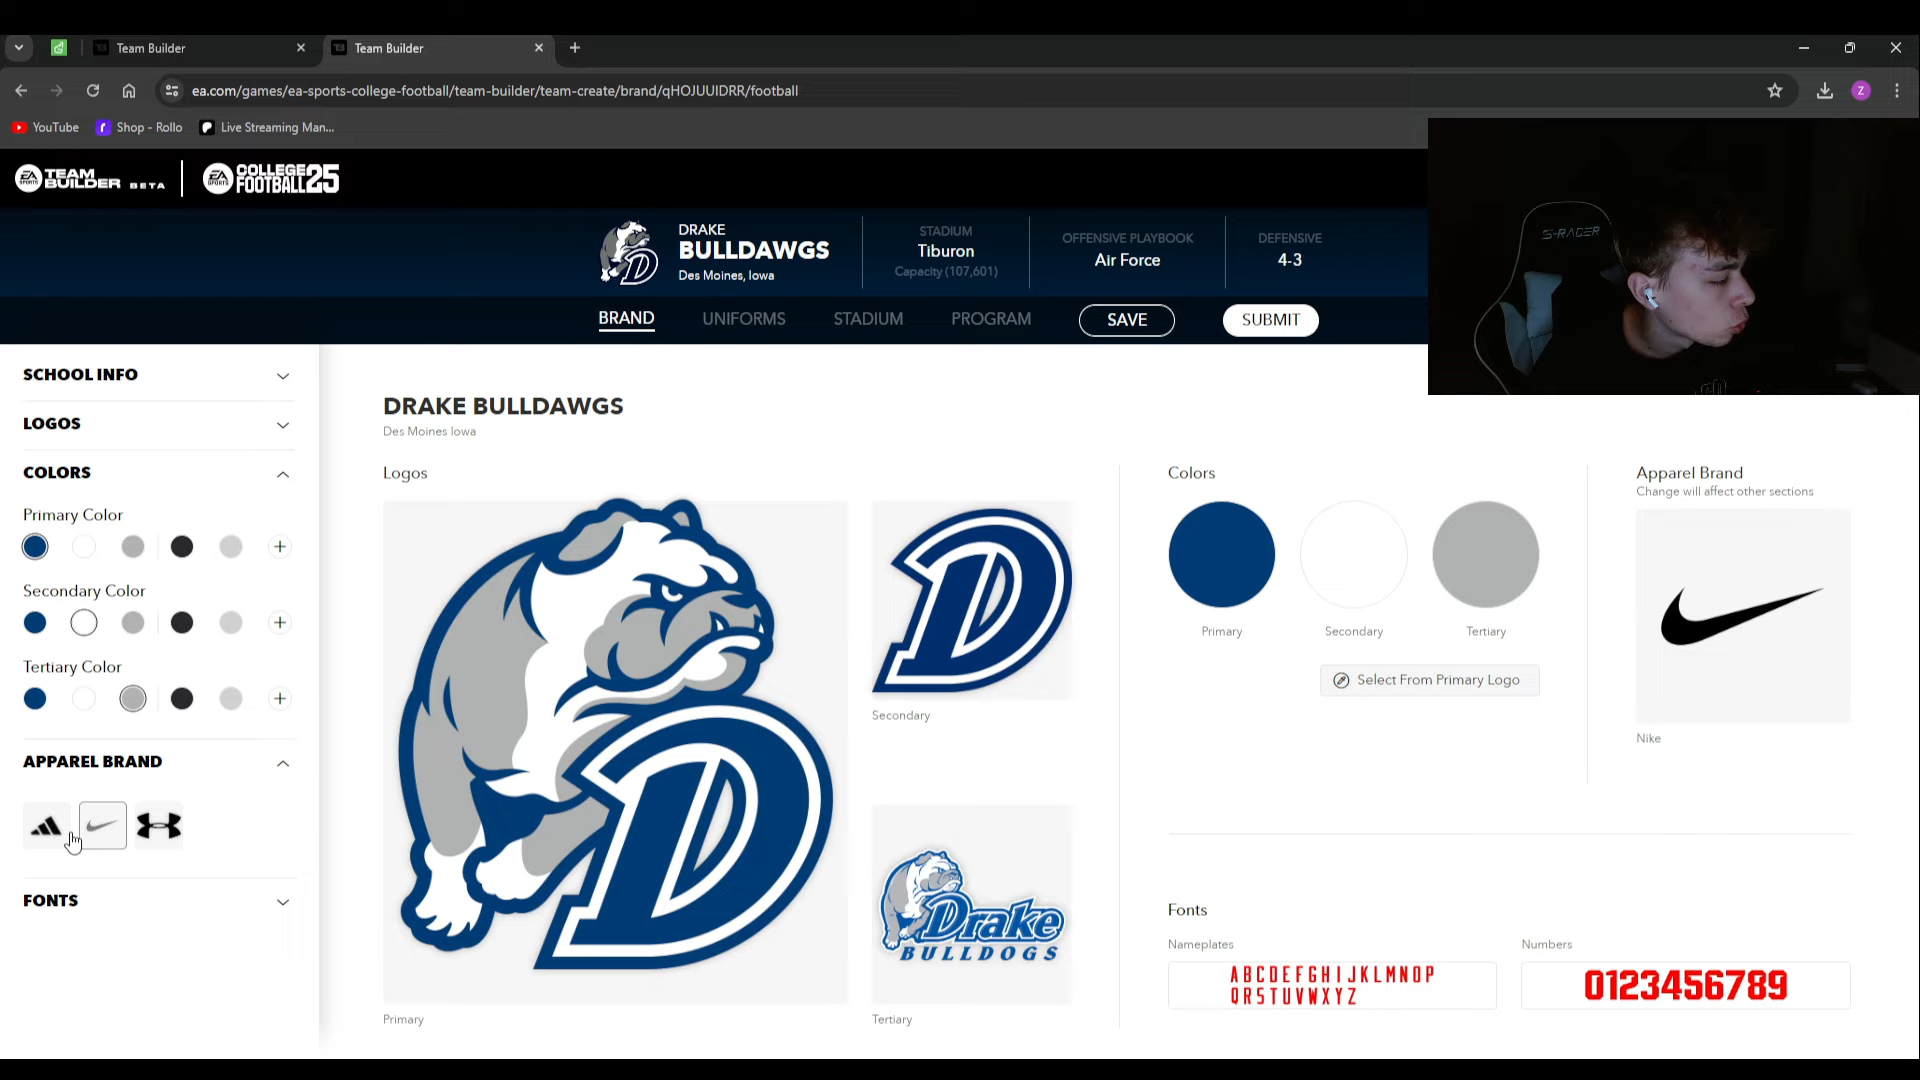 Team Builder
Team Builder
ea.com/games/ea-sports-college-football/team-builder/team-create/brand/qHOJUUIDRR/football
Z
YouTube
Shop - Rollo
Live Streaming Man...
EA SPORTS
TEAM BUILDER BETA
EA SPORTS
COLLEGE FOOTBALL 25
DRAKE
BULLDAWGS
Des Moines, Iowa
STADIUM
Tiburon
Capacity (107,601)
OFFENSIVE PLAYBOOK
Air Force
DEFENSIVE
4-3
BRAND
UNIFORMS
STADIUM
PROGRAM
SAVE
SUBMIT
S-RACER
SCHOOL INFO
LOGOS
COLORS
Primary Color
Secondary Color
Tertiary Color
APPAREL BRAND
FONTS
DRAKE BULLDAWGS
Des Moines Iowa
Logos
D
Primary
D
Secondary
Drake
BULLDOGS
Tertiary
Colors
Primary
Secondary
Tertiary
Select From Primary Logo
Apparel Brand
Change will affect other sections
Nike
Fonts
Nameplates
ABCDEFGHIJKLMNOP
QRSTUVWXYZ
Numbers
0123456789